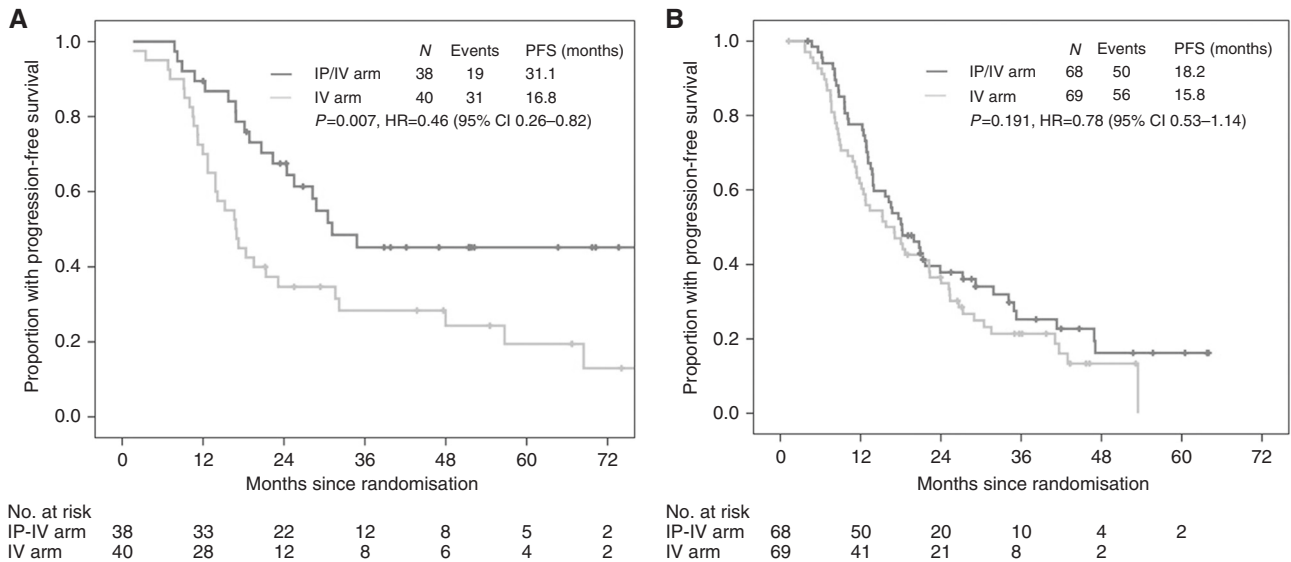 A
Proportion with progression-free survival
1.0
0.8
0.6
0.4
0.2
0.0
N Events PFS (months)
IP/IV arm 38 19 31.1
IV arm 40 31 16.8
P=0.007, HR=0.46 (95% CI 0.26–0.82)
0 12 24 36 48 60 72
Months since randomisation
No. at risk
IP-IV arm 38 33 22 12 8 5 2
IV arm 40 28 12 8 6 4 2
B
Proportion with progression-free survival
1.0
0.8
0.6
0.4
0.2
0.0
N Events PFS (months)
IP/IV arm 68 50 18.2
IV arm 69 56 15.8
P=0.191, HR=0.78 (95% CI 0.53–1.14)
0 12 24 36 48 60 72
Months since randomisation
No. at risk
IP-IV arm 68 50 20 10 4 2
IV arm 69 41 21 8 2